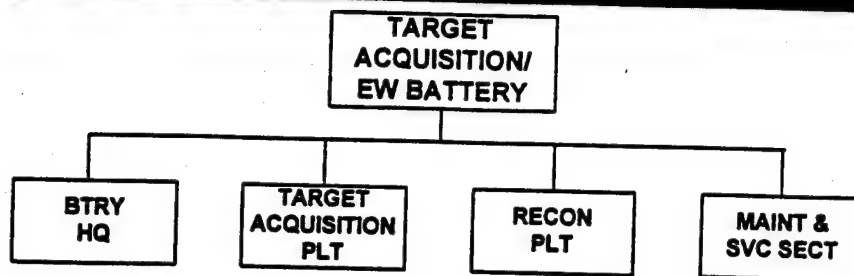 TARGET
ACQUISITION/
EW BATTERY
BTRY
HQ
TARGET
ACQUISITION
PLT
RECON
PLT
MAINT &
SVC SECT